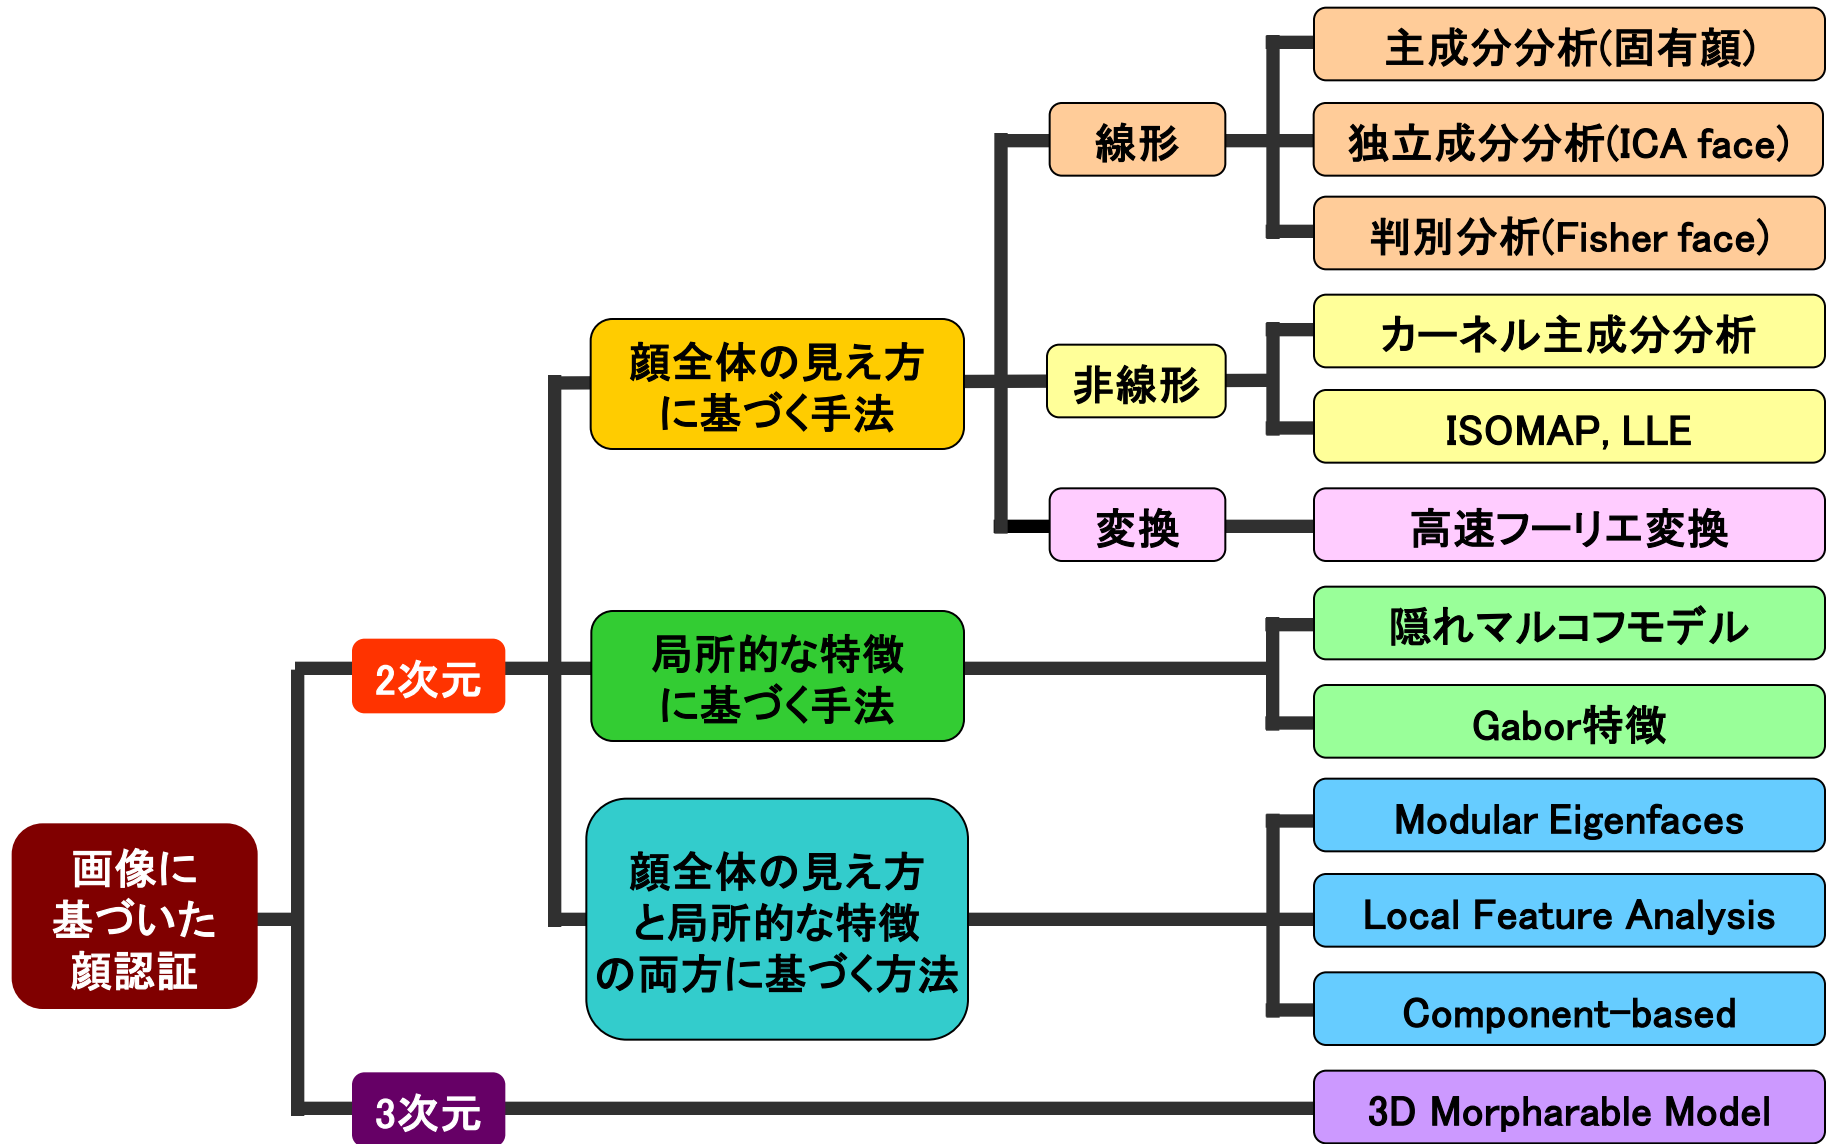 主成分分析(固有顔)
線形
独立成分分析(ICA face)
判別分析(Fisher face)
顔全体の見え方
に基づく手法
非線形
カーネル主成分分析
ISOMAP, LLE
変換
高速フーリエ変換
2次元
局所的な特徴
に基づく手法
隠れマルコフモデル
Gabor特徴
画像に
基づいた
顔認証
顔全体の見え方
と局所的な特徴
の両方に基づく方法
Modular Eigenfaces
Local Feature Analysis
Component-based
3次元
3D Morpharable Model